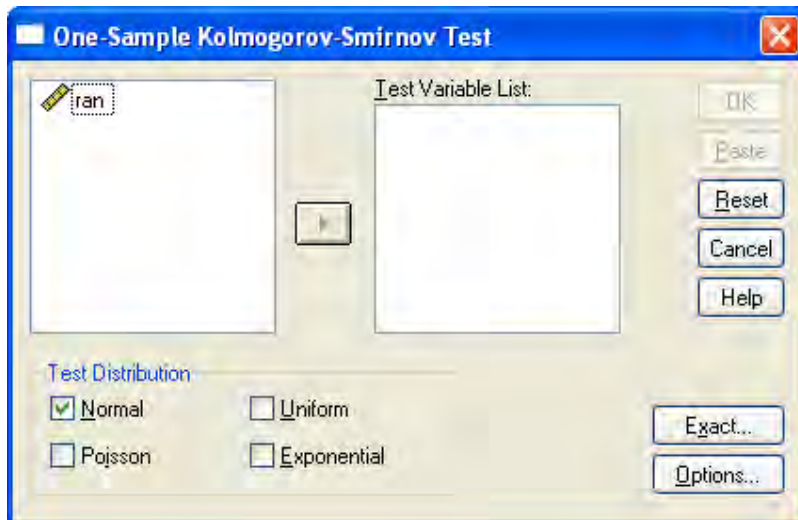 One-Sample Kolmogorov-Smirnov Test
ran
Test Variable List:
OK
Paste
Reset
Cancel
Help
Test Distribution
Normal
Uniform
Poisson
Exponential
Exact...
Options...